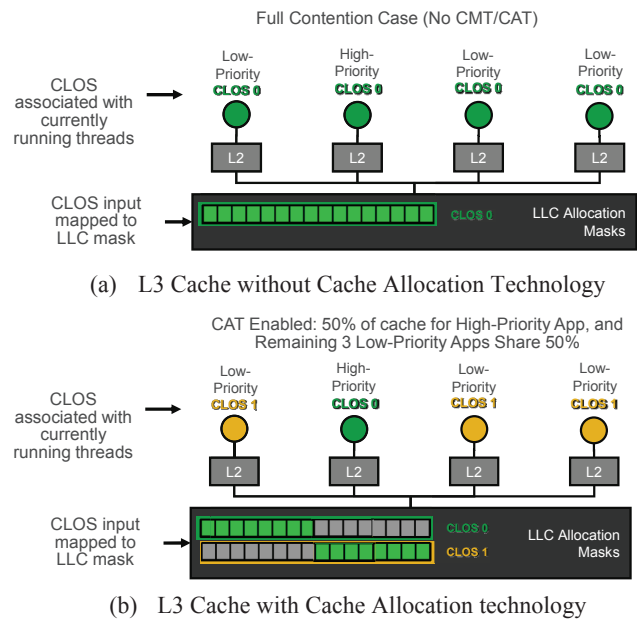 Full Contention Case (No CMT/CAT)
Low-
Priority
CLOS 0
High-
Priority
CLOS 0
Low-
Priority
CLOS 0
Low-
Priority
CLOS 0
CLOS
associated with
currently
running threads
L2
L2
L2
L2
CLOS input
mapped to
LLC mask
CLOS 0
LLC Allocation
Masks
(a) L3 Cache without Cache Allocation Technology
CAT Enabled: 50% of cache for High-Priority App, and
Remaining 3 Low-Priority Apps Share 50%
Low-
Priority
CLOS 1
High-
Priority
CLOS 0
Low-
Priority
CLOS 1
Low-
Priority
CLOS 1
CLOS
associated with
currently
running threads
L2
L2
L2
L2
CLOS input
mapped to
LLC mask
CLOS 0
CLOS 1
LLC Allocation
Masks
(b) L3 Cache with Cache Allocation technology